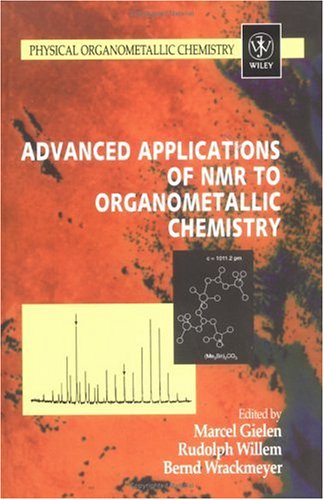 PHYSICAL ORGANOMETALLIC CHEMISTRY
WILEY
ADVANCED APPLICATIONS
OF NMR TO
ORGANOMETALLIC
CHEMISTRY
c = 1011.2 pm
(Me₃Sn)₂CO₃
Edited by
Marcel Gielen
Rudolph Willem
Bernd Wrackmeyer